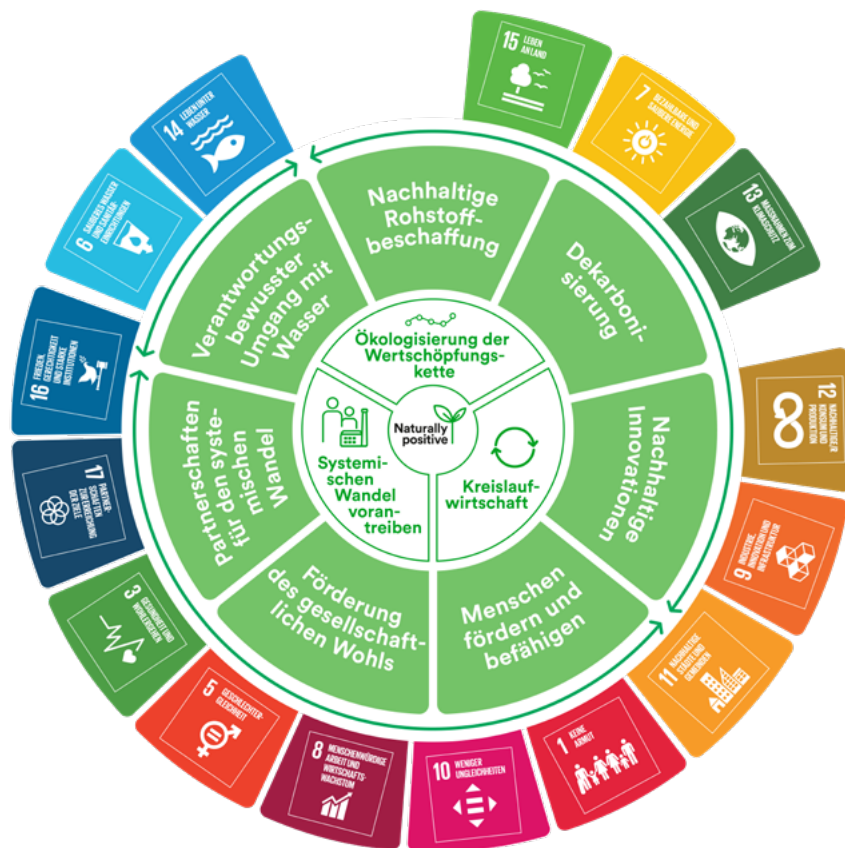 15 LEBEN
AN LAND
7 BEZAHLBARE UND
SAUBERE ENERGIE
13 MASSNAHMEN ZUM
KLIMASCHUTZ
12 NACHHALTIGE/R
KONSUM UND
PRODUKTION
9 INDUSTRIE,
INNOVATION UND
INFRASTRUKTUR
11 NACHHALTIGE
STÄDTE UND
GEMEINDEN
1 KEINE
ARMUT
10 WENIGER
UNGLEICHHEITEN
8 MENSCHENWÜRDIGE
ARBEIT UND
WIRTSCHAFTS-
WACHSTUM
5 GESCHLECHTER-
GLEICHHEIT
3 GESUNDHEIT UND
WOHLERGEHEN
17 PARTNER-
SCHAFTEN
ZUR ERREICHUNG
DER ZIELE
16 FRIEDEN,
GERECHTIGKEIT
UND STARKE
INSTITUTIONEN
6 SAUBERES WASSER
UND SANITÄR-
EINRICHTUNGEN
14 LEBEN UNTER
WASSER
Nachhaltige
Rohstoff-
beschaffung
Dekarboni-
sierung
Nachhaltige
Innovationen
Menschen
fördern und
befähigen
Förderung
des gesellschaft-
lichen Wohls
Partnerschaften
für den syste-
mischen
Wandel
Verantwortungs-
bewusster
Umgang mit
Wasser
Ökologisierung der
Wertschöpfungs-
kette
Kreislauf-
wirtschaft
Systemi-
schen
Wandel
voran-
treiben
Naturally
positive